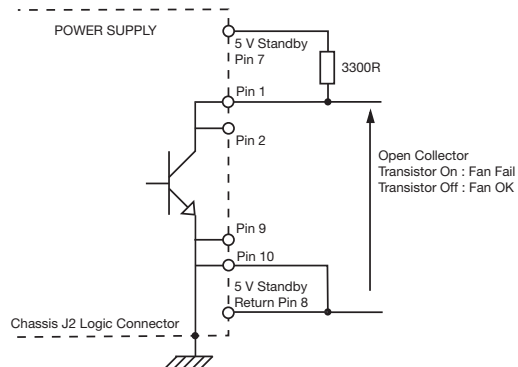 POWER SUPPLY
5 V Standby
Pin 7
3300R
Pin 1
Pin 2
Open Collector
Transistor On : Fan Fail
Transistor Off : Fan OK
Pin 9
Pin 10
5 V Standby
Return Pin 8
Chassis J2 Logic Connector